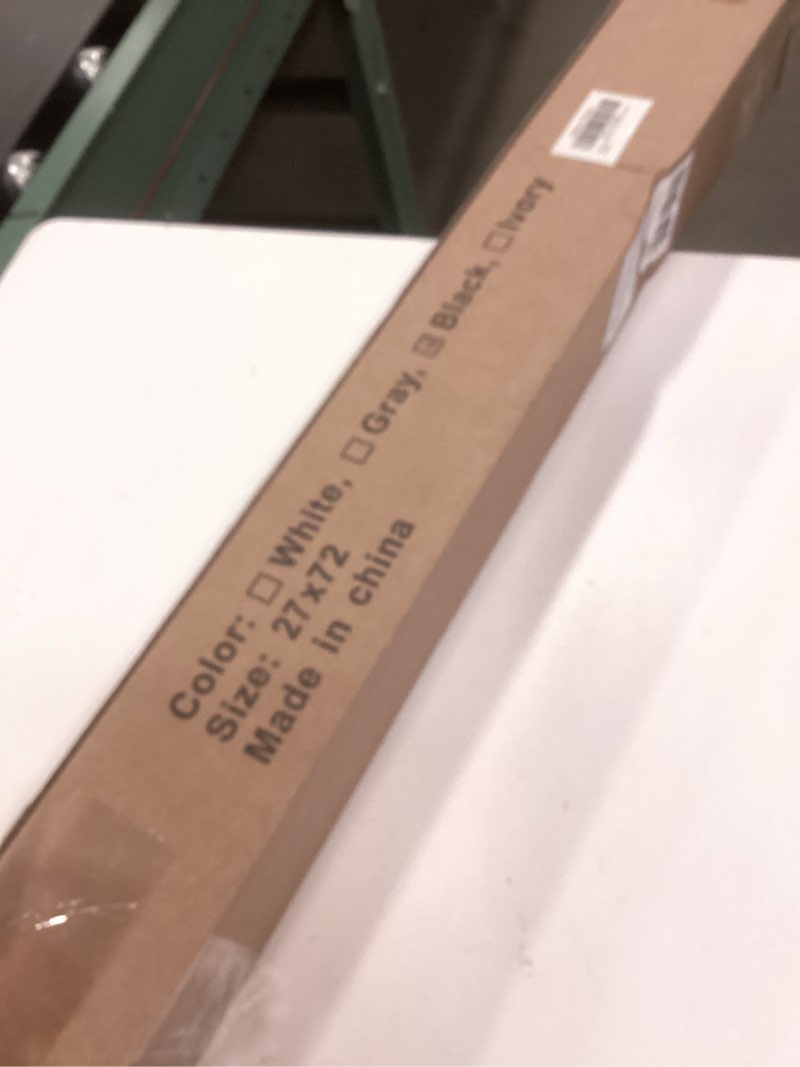 Color: ☐ White, ☐ Gray, ☑ Black, ☐ Ivory
Size: 27x72
Made in china